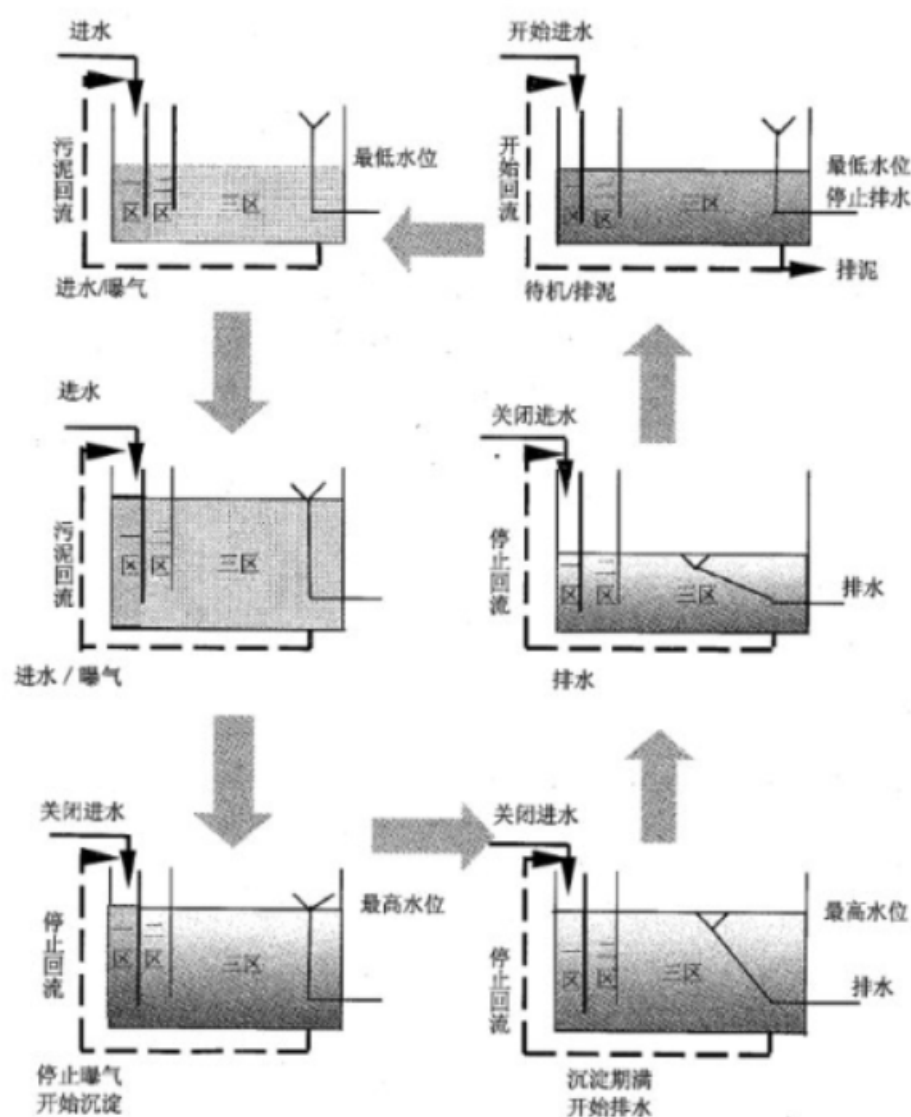 进水
污泥回流
一区
二区
三区
最低水位
进水/曝气
开始进水
开始回流
一区
二区
三区
最低水位
停止排水
排泥
待机/排泥
进水
污泥回流
一区
二区
三区
进水/曝气
关闭进水
停止回流
一区
二区
三区
排水
排水
关闭进水
停止回流
一区
二区
三区
最高水位
停止曝气
开始沉淀
关闭进水
停止回流
一区
二区
三区
最高水位
排水
沉淀期满
开始排水